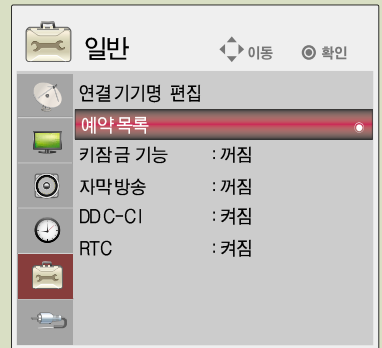 일반 이동 확인
연결기기명 편집
예약목록
키잠금 기능 : 꺼짐
자막방송 : 꺼짐
DDC-CI : 켜짐
RTC : 켜짐